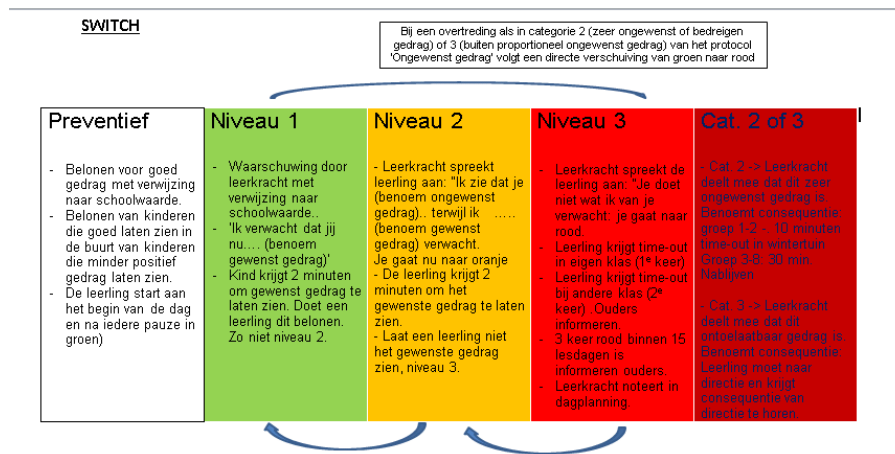 SWITCH
Bij een overtreding als in categorie 2 (zeer ongewenst of bedreigen
gedrag) of 3 (buiten proportioneel ongewenst gedrag) van het protocol
'Ongewenst gedrag' volgt een directe verschuiving van groen naar rood
Preventief
- Belonen voor goed
gedrag met verwijzing
naar schoolwaarde.
- Belonen van kinderen
die goed laten zien in
de buurt van kinderen
die minder positief
gedrag laten zien.
- De leerling start aan
het begin van de dag
en na iedere pauze in
groen)
Niveau 1
- Waarschuwing door
leerkracht met
verwijzing naar
schoolwaarde..
- 'Ik verwacht dat jij
nu.... (benoem
gewenst gedrag)'
- Kind krijgt 2 minuten
om gewenst gedrag te
laten zien. Doet een
leerling dit belonen.
Zo niet niveau 2.
Niveau 2
- Leerkracht spreekt
leerling aan: "Ik zie dat je
(benoem ongewenst
gedrag).. terwijl ik .....
(benoem gewenst
gedrag) verwacht.
Je gaat nu naar oranje
- De leerling krijgt 2
minuten om het
gewenste gedrag te laten
zien.
- Laat een leerling niet
het gewenste gedrag
zien, niveau 3.
Niveau 3
- Leerkracht spreekt de
leerling aan: "Je doet
niet wat ik van je
verwacht: je gaat naar
rood.
- Leerling krijgt time-out
in eigen klas (1e keer)
- Leerling krijgt time-out
bij andere klas (2e
keer) .Ouders
informeren.
- 3 keer rood binnen 15
lesdagen is
informeren ouders.
- Leerkracht noteert in
dagplanning.
Cat. 2 of 3
- Cat. 2 -> Leerkracht
deelt mee dat dit zeer
ongewenst gedrag is.
Benoemt consequentie:
groep 1-2 -. 10 minuten
time-out in wintertuin
Groep 3-8: 30 min.
Nablijven
- Cat. 3 -> Leerkracht
deelt mee dat dit
ontoelaatbaar gedrag is.
Benoemt consequentie
Leerling moet naar
directie en krijgt
consequentie van
directie te horen.